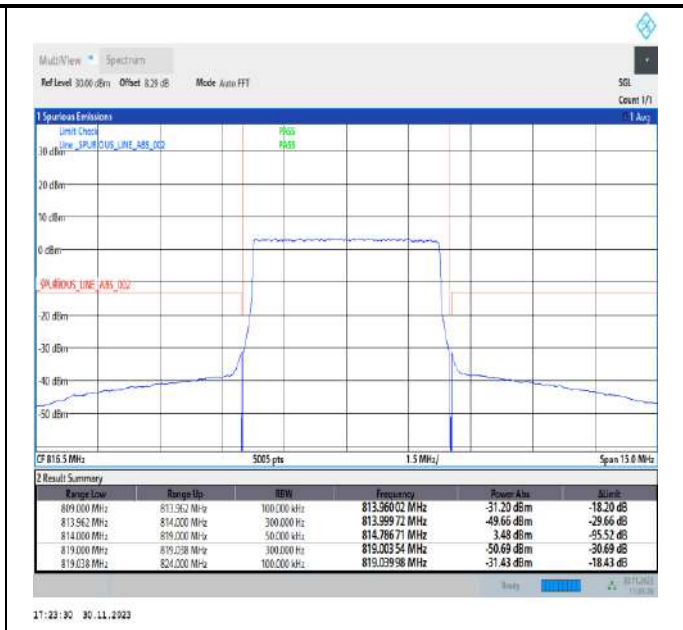 MultiView Spectrum
Ref Level 30.00 dBm Offset 8.29 dB Mode Auto FFT SGL
Count 1/1
1 Spurious Emissions 1 Avg
Limit Check PASS
Line _SPURIOUS_LINE_ABS_002 PASS
30 dBm
20 dBm
10 dBm
0 dBm
SPURIOUS_LINE_ABS_002
-20 dBm
-30 dBm
-40 dBm
-50 dBm
CF 816.5 MHz 5005 pts 1.5 MHz/ Span 15.0 MHz
2 Result Summary
Range Low Range Up RBW Frequency Power Abs ΔLimit
809.000 MHz 813.962 MHz 100.000 kHz 813.96002 MHz -31.20 dBm -18.20 dB
813.962 MHz 814.000 MHz 300.000 Hz 813.99972 MHz -49.66 dBm -29.66 dB
814.000 MHz 819.000 MHz 50.000 kHz 814.78671 MHz 3.48 dBm -95.52 dB
819.000 MHz 819.038 MHz 300.000 Hz 819.00354 MHz -50.69 dBm -30.69 dB
819.038 MHz 824.000 MHz 100.000 kHz 819.03998 MHz -31.43 dBm -18.43 dB
Ready 30.11.2023
17:23:30 30.11.2023